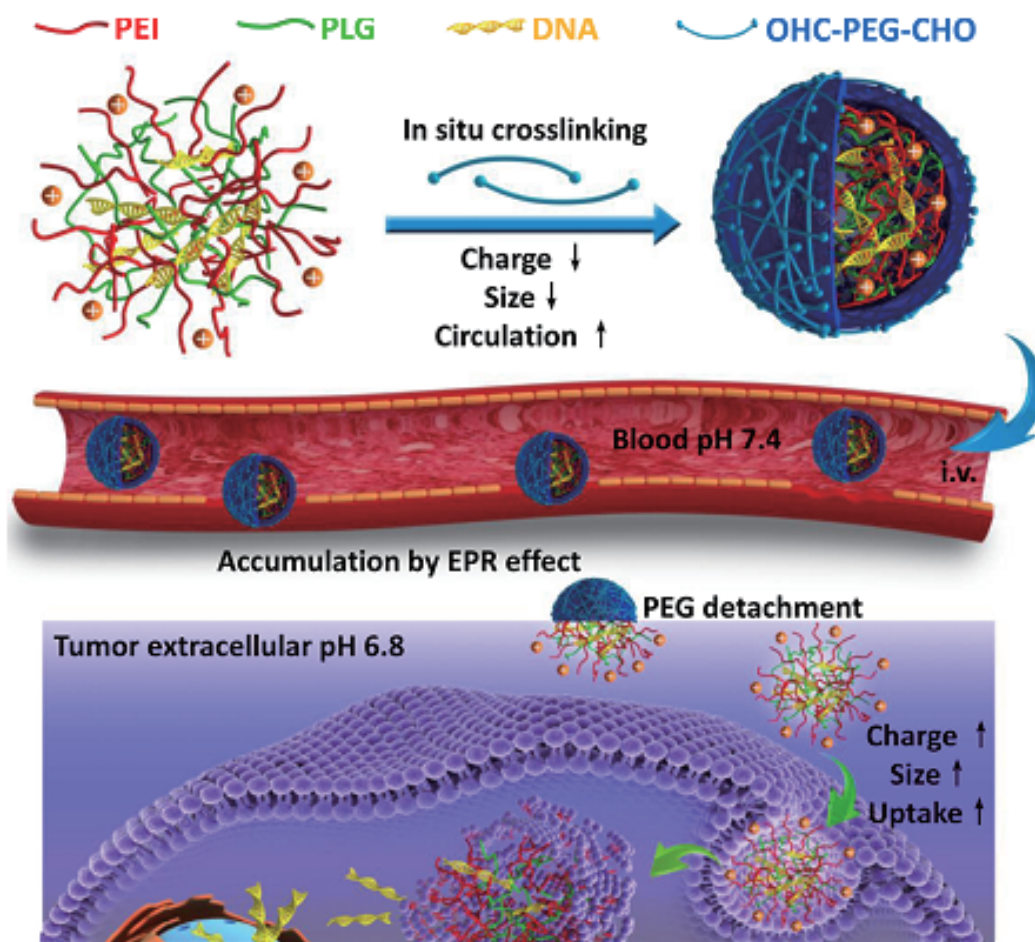 PEI PLG DNA OHC-PEG-CHO
In situ crosslinking
Charge ↓
Size ↓
Circulation ↑
Blood pH 7.4
i.v.
Accumulation by EPR effect
PEG detachment
Tumor extracellular pH 6.8
Charge ↑
Size ↑
Uptake ↑